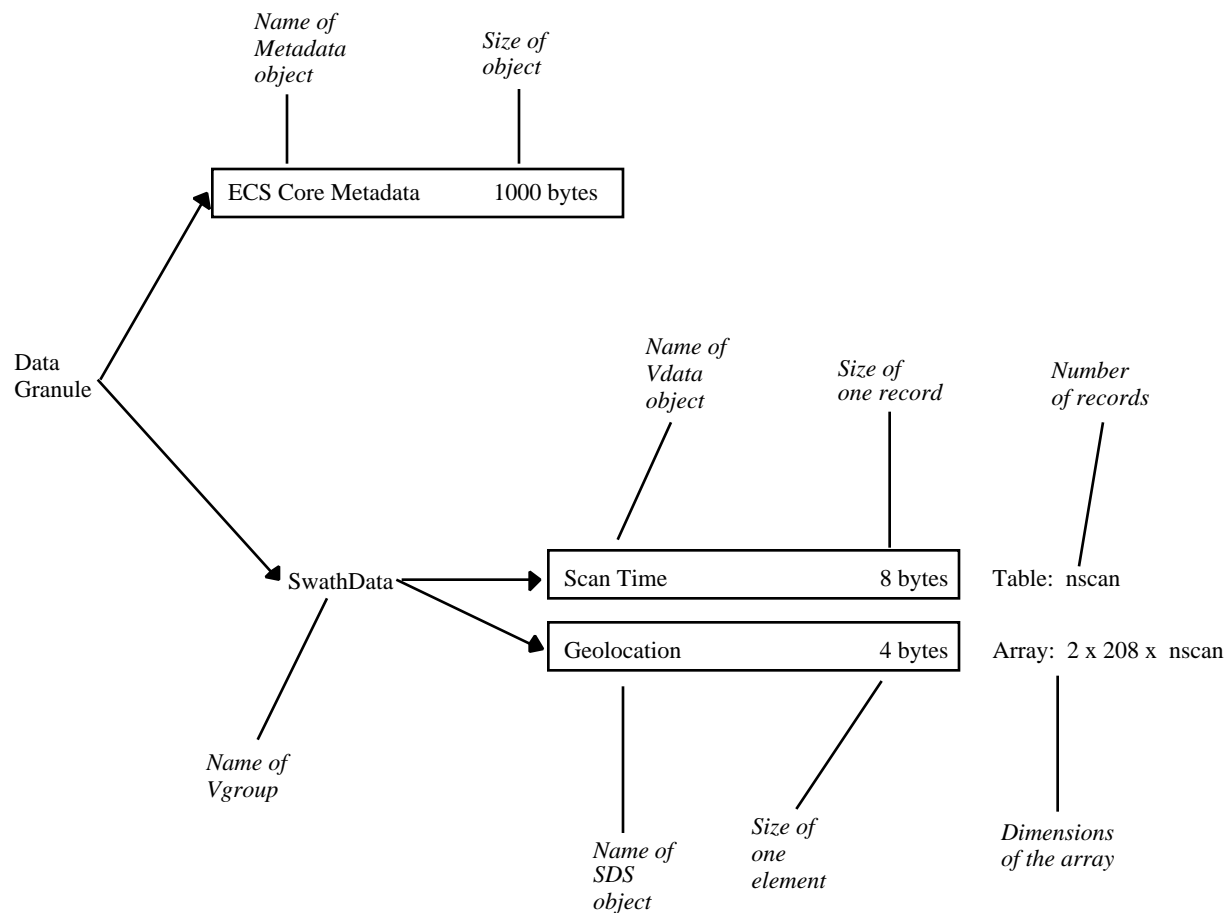 Name of
Metadata
object
Size of
object
ECS Core Metadata 1000 bytes
Data
Granule
Name of
Vdata
object
Size of
one record
Number
of records
SwathData
Scan Time 8 bytes Table: nscan
Geolocation 4 bytes Array: 2 x 208 x nscan
Name of
Vgroup
Name of
SDS
object
Size of
one
element
Dimensions
of the array